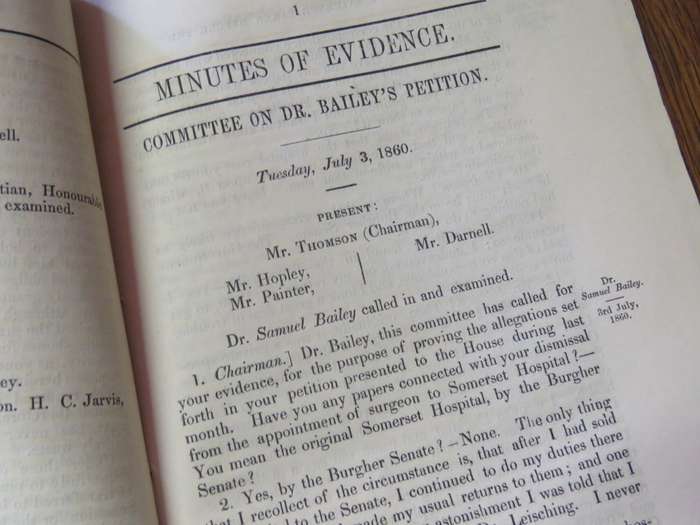 ell.
tian, Honourable
examined.
ey.
on. H. C. Jarvis,
1
MINUTES OF EVIDENCE.
COMMITTEE ON DR. BAILEY'S PETITION.
Tuesday, July 3, 1860.
PRESENT:
Mr. THOMSON (Chairman),
Mr. Hopley,
Mr. Painter,
Mr. Darnell.
Dr. Samuel Bailey called in and examined.
Dr.
Samuel Bailey.
3rd July,
1860.
1. Chairman.] Dr. Bailey, this committee has called for
your evidence, for the purpose of proving the allegations set
forth in your petition presented to the House during last
month. Have you any papers connected with your dismissal
from the appointment of surgeon to Somerset Hospital?—
You mean the original Somerset Hospital, by the Burgher
Senate?
2. Yes, by the Burgher Senate?—None. The only thing
that I recollect of the circumstance is, that after I had sold
to the Senate, I continued to do my duties there
made my usual returns to them; and one
astonishment I was told that I
Leisching. I never